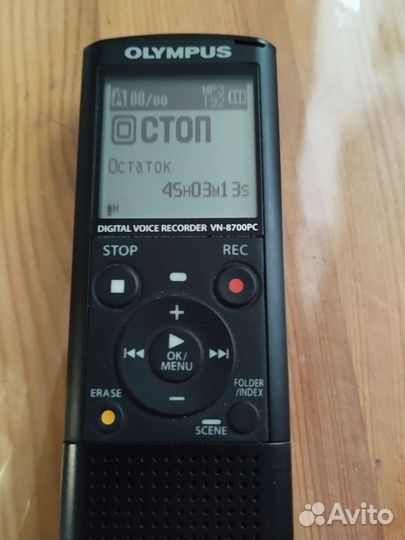 OLYMPUS
A 00/00 MP3 192
СТОП
Остаток
45H03M13S
H
DIGITAL VOICE RECORDER VN-8700PC
STOP REC
+
OK/
MENU
−
ERASE
FOLDER
/INDEX
SCENE
Avito